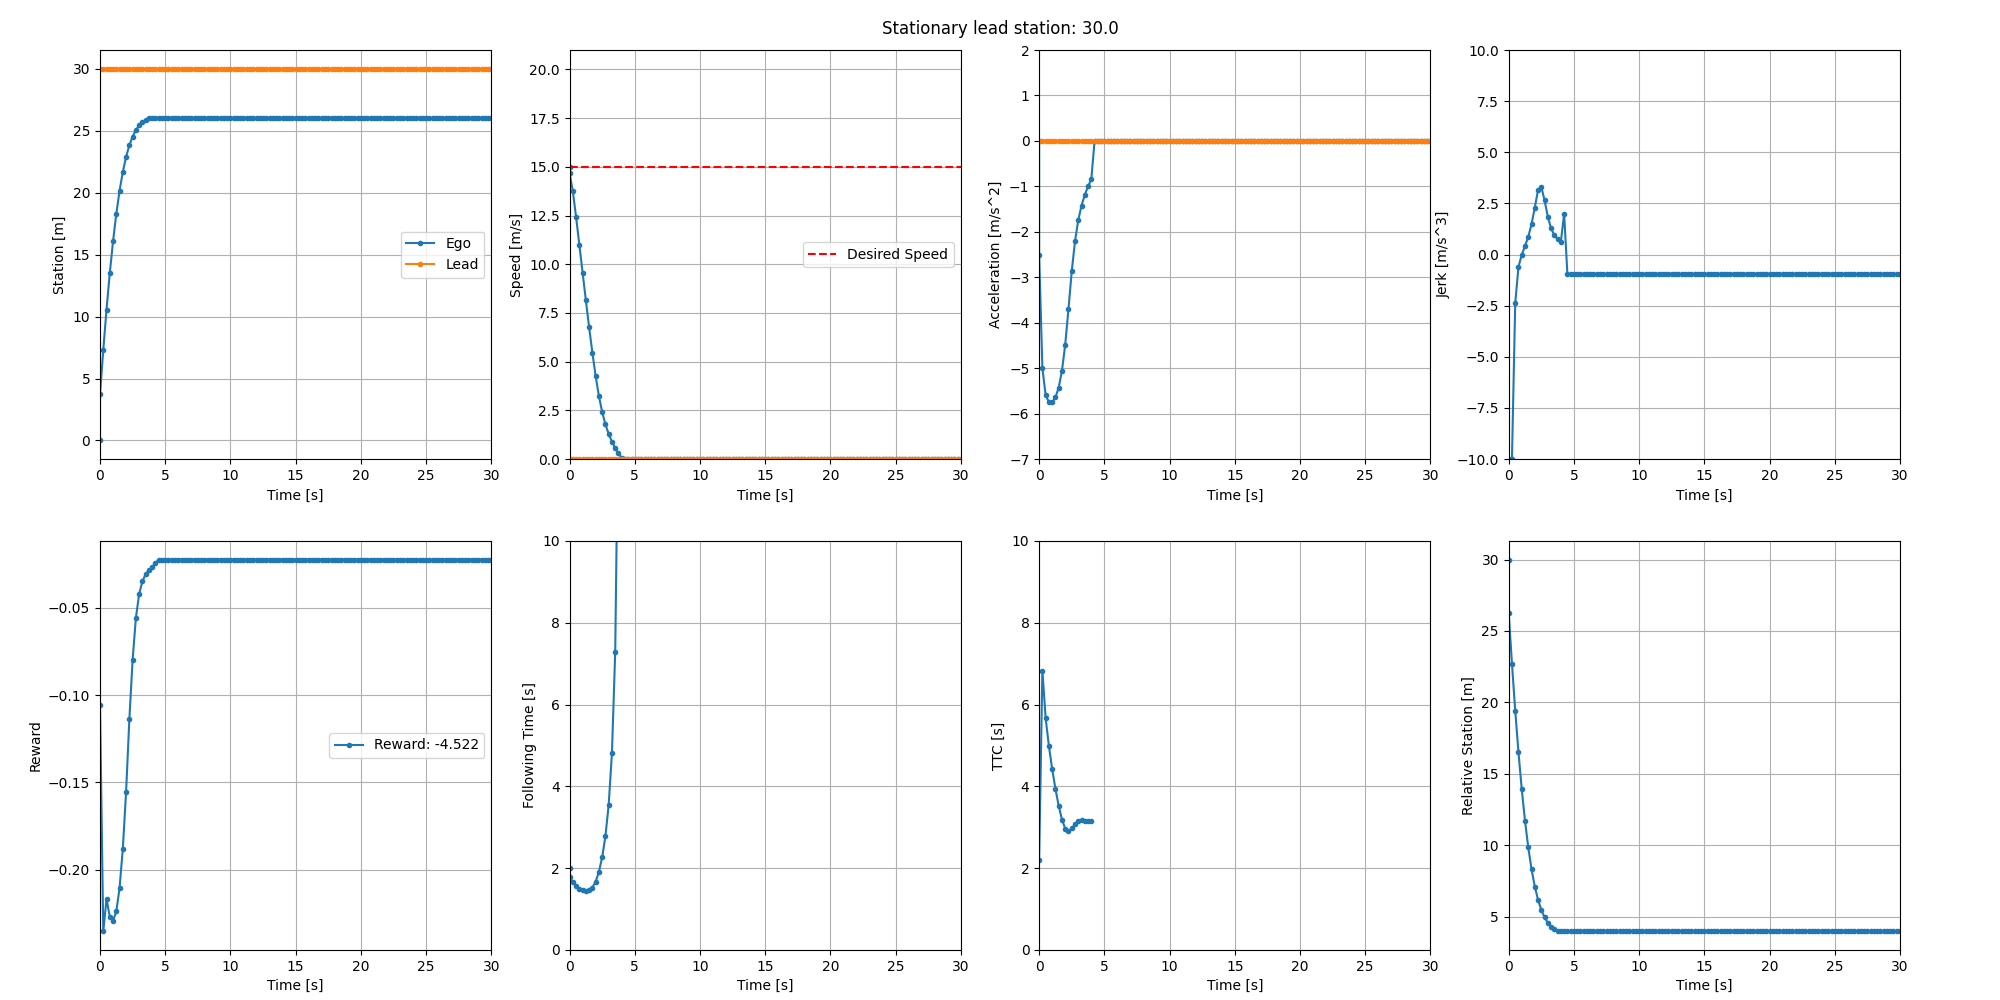 Stationary lead station: 30.0
Station [m]
30
25
20
15
10
5
0
Ego
Lead
0 5 10 15 20 25 30
Time [s]
Speed [m/s]
20.0
17.5
15.0
12.5
10.0
7.5
5.0
2.5
0.0
Desired Speed
0 5 10 15 20 25 30
Time [s]
Acceleration [m/s^2]
2
1
0
−1
−2
−3
−4
−5
−6
−7
0 5 10 15 20 25 30
Time [s]
Jerk [m/s^3]
10.0
7.5
5.0
2.5
0.0
−2.5
−5.0
−7.5
−10.0
0 5 10 15 20 25 30
Time [s]
Reward
−0.05
−0.10
−0.15
−0.20
Reward: -4.522
0 5 10 15 20 25 30
Time [s]
Following Time [s]
10
8
6
4
2
0
0 5 10 15 20 25 30
Time [s]
TTC [s]
10
8
6
4
2
0
0 5 10 15 20 25 30
Time [s]
Relative Station [m]
30
25
20
15
10
5
0 5 10 15 20 25 30
Time [s]